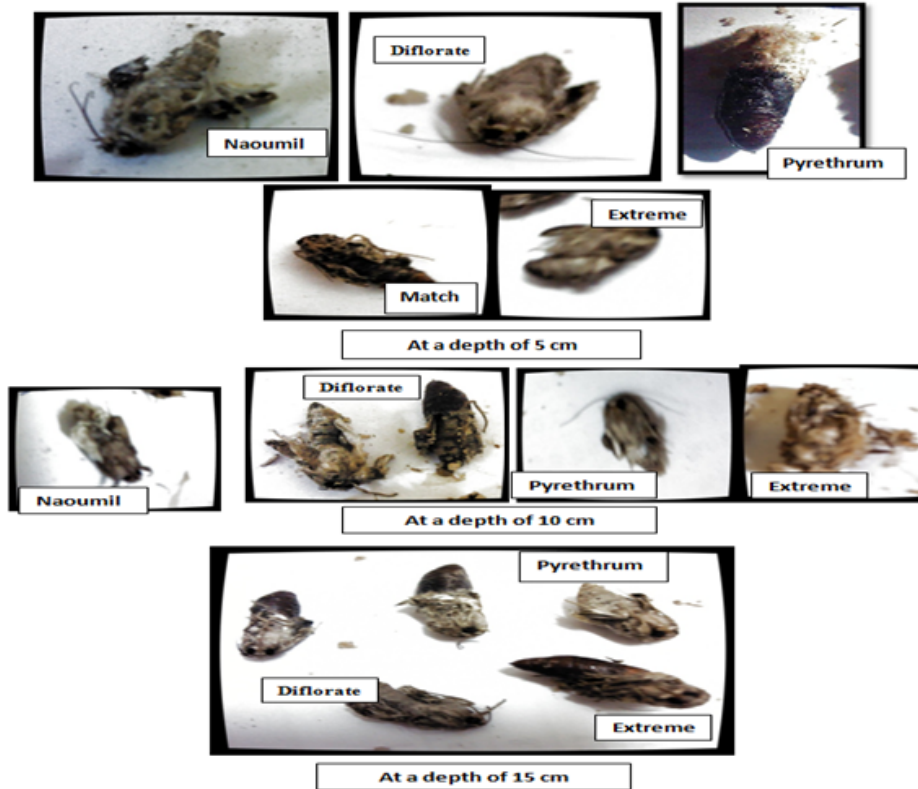 Diflorate
Naoumil
Pyrethrum
Extreme
Match
At a depth of 5 cm
Diflorate
Naoumil
Pyrethrum
Extreme
At a depth of 10 cm
Pyrethrum
Diflorate
Extreme
At a depth of 15 cm